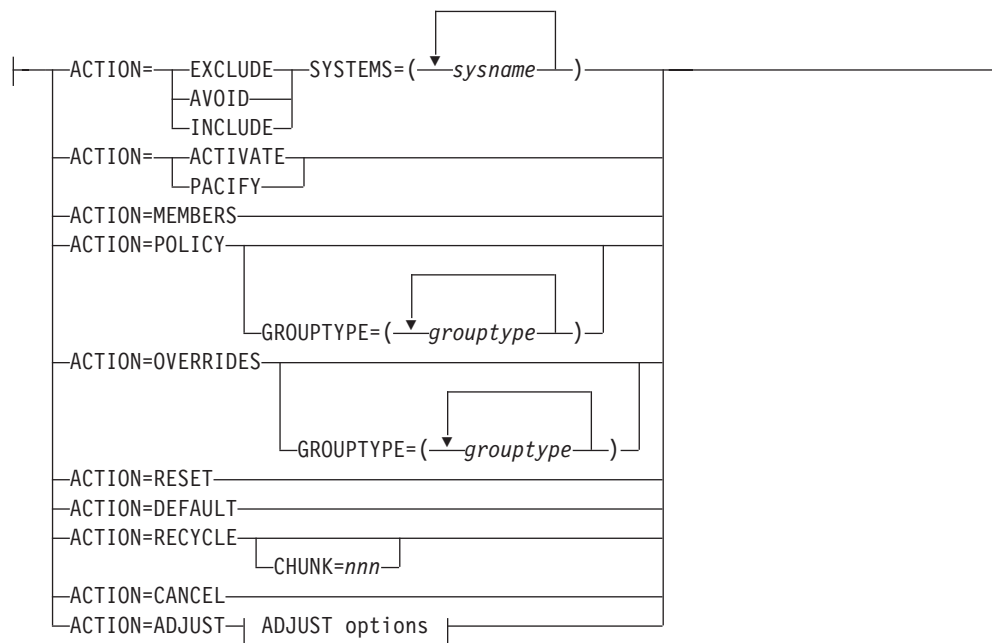 ACTION= EXCLUDE SYSTEMS=( sysname )
AVOID
INCLUDE
ACTION= ACTIVATE
PACIFY
ACTION=MEMBERS
ACTION=POLICY
GROUPTYPE=( grouptype )
ACTION=OVERRIDES
GROUPTYPE=( grouptype )
ACTION=RESET
ACTION=DEFAULT
ACTION=RECYCLE
CHUNK=nnn
ACTION=CANCEL
ACTION=ADJUST ADJUST options